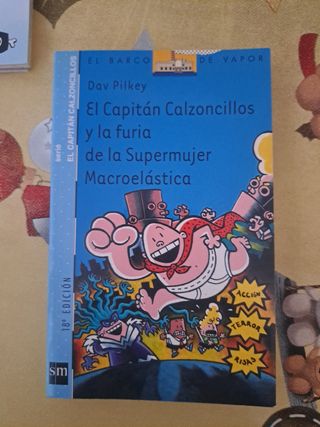 EL BARCO DE VAPOR
Dav Pilkey
El Capitán Calzoncillos
y la furia
de la Supermujer
Macroelástica
serie
EL CAPITÁN CALZONCILLOS
18ª EDICIÓN
ACCIÓN
TERROR
RISAS
sm